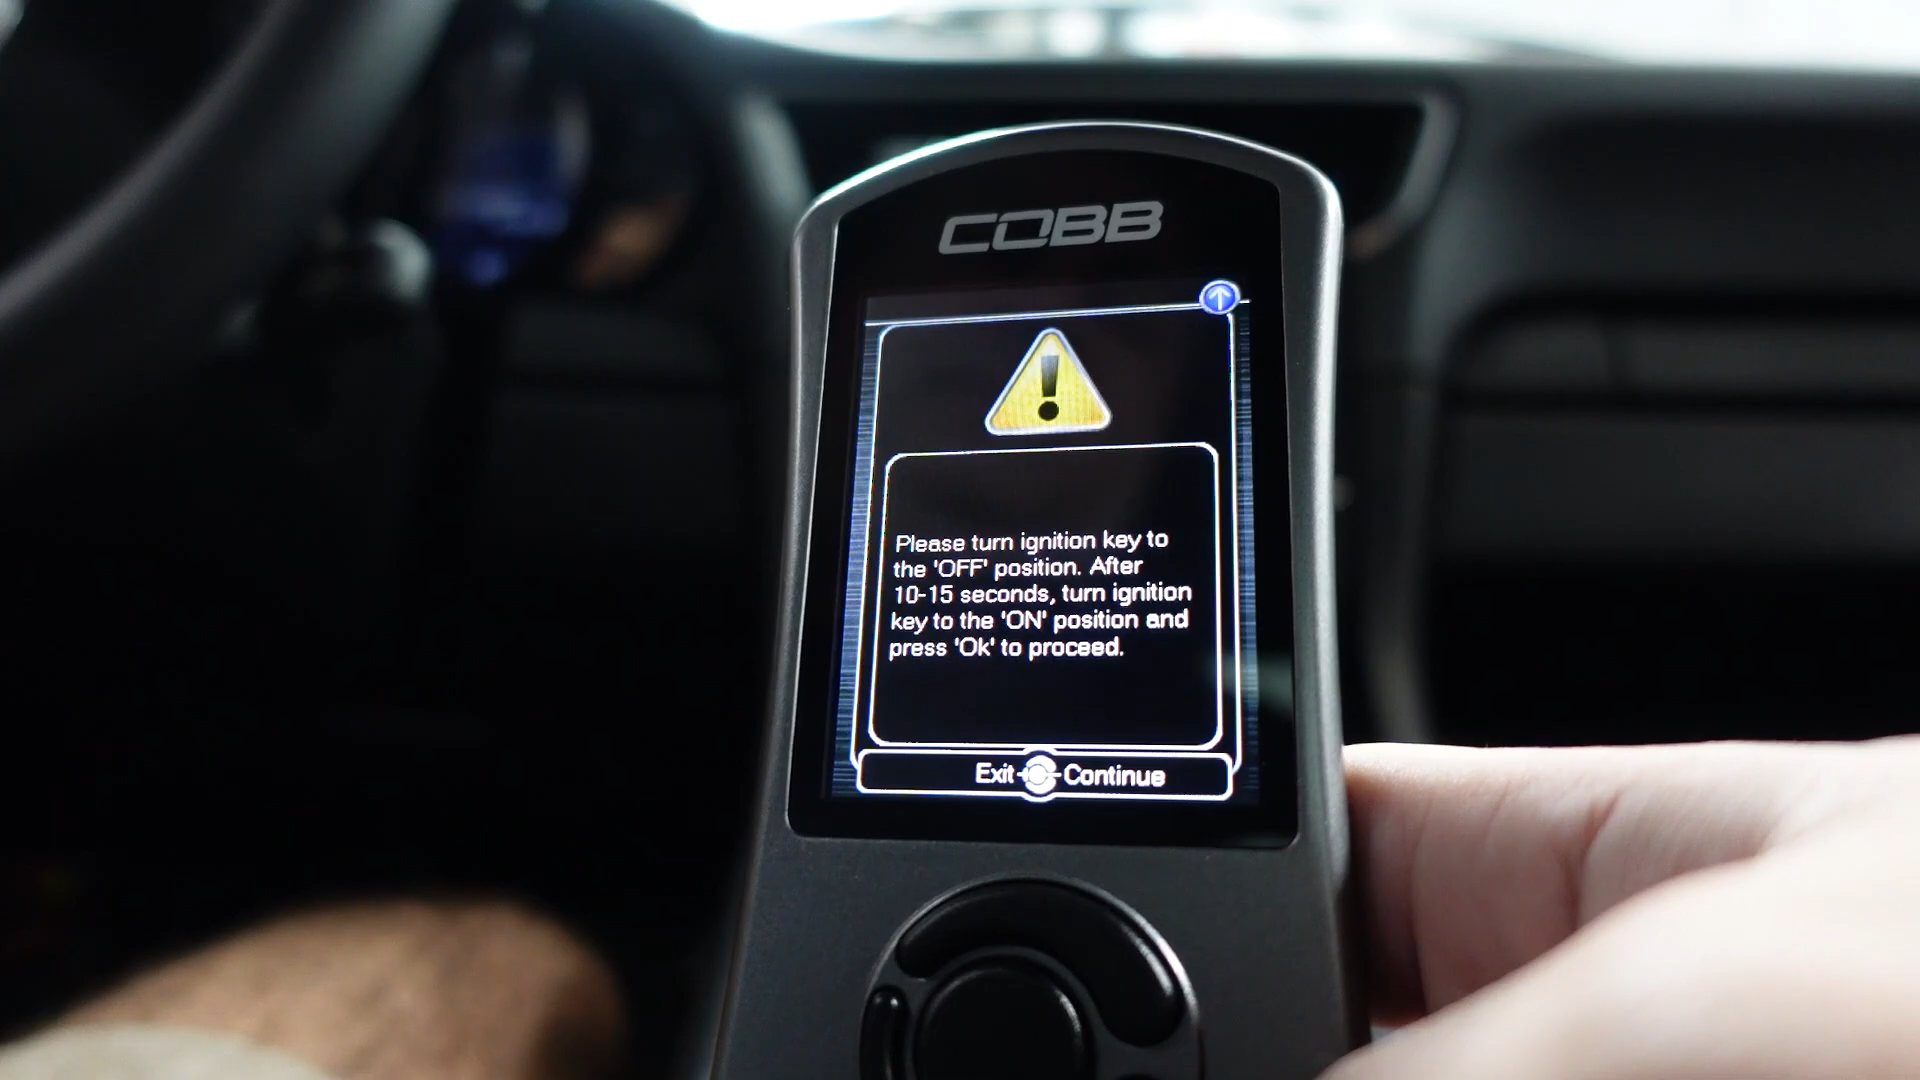 COBB
Please turn ignition key to
the 'OFF' position. After
10-15 seconds, turn ignition
key to the 'ON' position and
press 'Ok' to proceed.
Exit Continue